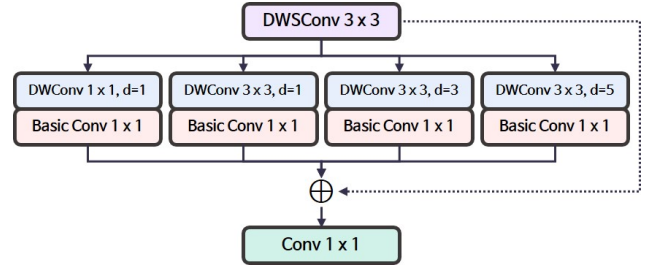 DWSConv 3 x 3
DWConv 1 x 1, d=1
DWConv 3 x 3, d=1
DWConv 3 x 3, d=3
DWConv 3 x 3, d=5
Basic Conv 1 x 1
Basic Conv 1 x 1
Basic Conv 1 x 1
Basic Conv 1 x 1
Conv 1 x 1